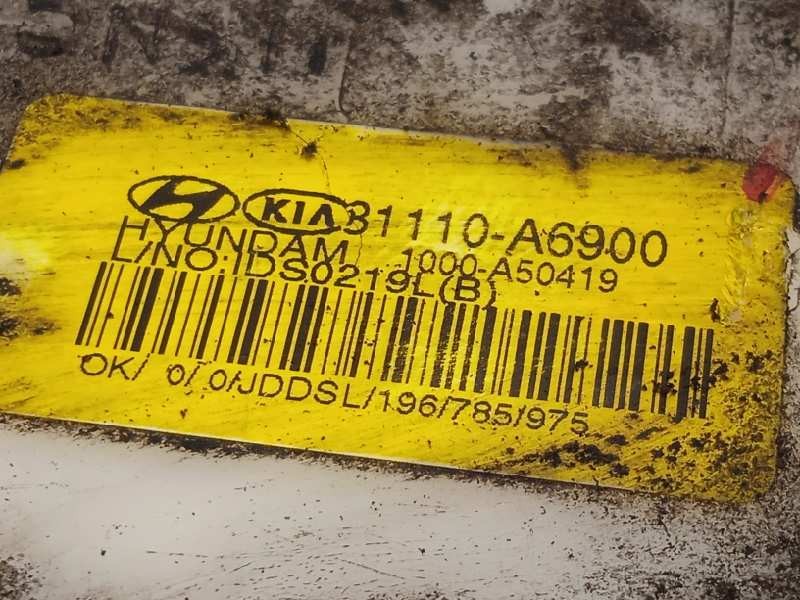 KIA 31110-A6900
HYUNDAM 1000-A50419
L/NO:IDS0219L(B)
OK/ 0/ 0/JDDSL/196/785/975